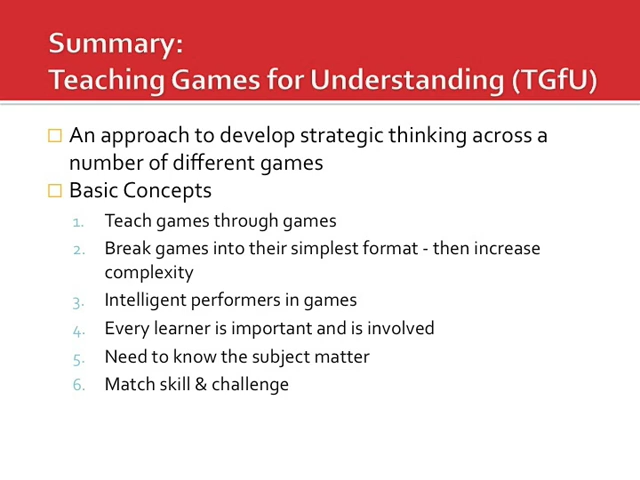 Summary:
Teaching Games for Understanding (TGfU)
An approach to develop strategic thinking across a
number of different games
Basic Concepts
1. Teach games through games
2. Break games into their simplest format - then increase
complexity
3. Intelligent performers in games
4. Every learner is important and is involved
5. Need to know the subject matter
6. Match skill & challenge